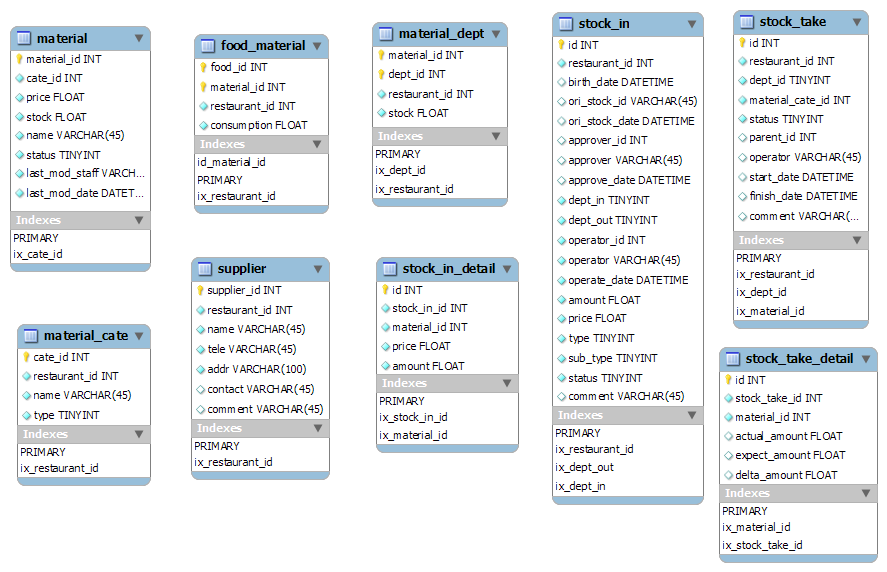 material
material_id INT
cate_id INT
price FLOAT
stock FLOAT
name VARCHAR(45)
status TINYINT
last_mod_staff VARCH...
last_mod_date DATET...
Indexes
PRIMARY
ix_cate_id
food_material
food_id INT
material_id INT
restaurant_id INT
consumption FLOAT
Indexes
id_material_id
PRIMARY
ix_restaurant_id
material_dept
material_id INT
dept_id INT
restaurant_id INT
stock FLOAT
Indexes
PRIMARY
ix_dept_id
ix_restaurant_id
stock_in
id INT
restaurant_id INT
birth_date DATETIME
ori_stock_id VARCHAR(45)
ori_stock_date DATETIME
approver_id INT
approver VARCHAR(45)
approve_date DATETIME
dept_in TINYINT
dept_out TINYINT
operator_id INT
operator VARCHAR(45)
operate_date DATETIME
amount FLOAT
price FLOAT
type TINYINT
sub_type TINYINT
status TINYINT
comment VARCHAR(45)
Indexes
PRIMARY
ix_restaurant_id
ix_dept_out
ix_dept_in
stock_take
id INT
restaurant_id INT
dept_id TINYINT
material_cate_id INT
status TINYINT
parent_id INT
operator VARCHAR(45)
start_date DATETIME
finish_date DATETIME
comment VARCHAR(...
Indexes
PRIMARY
ix_restaurant_id
ix_dept_id
ix_material_id
material_cate
cate_id INT
restaurant_id INT
name VARCHAR(45)
type TINYINT
Indexes
PRIMARY
ix_restaurant_id
supplier
supplier_id INT
restaurant_id INT
name VARCHAR(45)
tele VARCHAR(45)
addr VARCHAR(100)
contact VARCHAR(45)
comment VARCHAR(45)
Indexes
PRIMARY
ix_restaurant_id
stock_in_detail
id INT
stock_in_id INT
material_id INT
price FLOAT
amount FLOAT
Indexes
PRIMARY
ix_stock_in_id
ix_material_id
stock_take_detail
id INT
stock_take_id INT
material_id INT
actual_amount FLOAT
expect_amount FLOAT
delta_amount FLOAT
Indexes
PRIMARY
ix_material_id
ix_stock_take_id